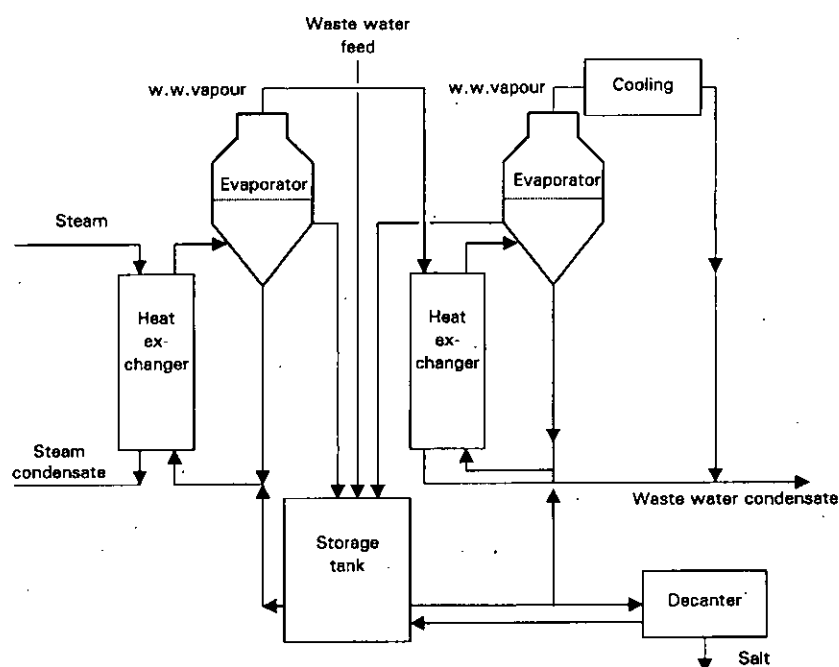 Waste water
feed
w.w.vapour
w.w.vapour
Cooling
Evaporator
Evaporator
Steam
Heat
ex-
changer
Heat
ex-
changer
Steam
condensate
Waste water condensate
Storage
tank
Decanter
Salt